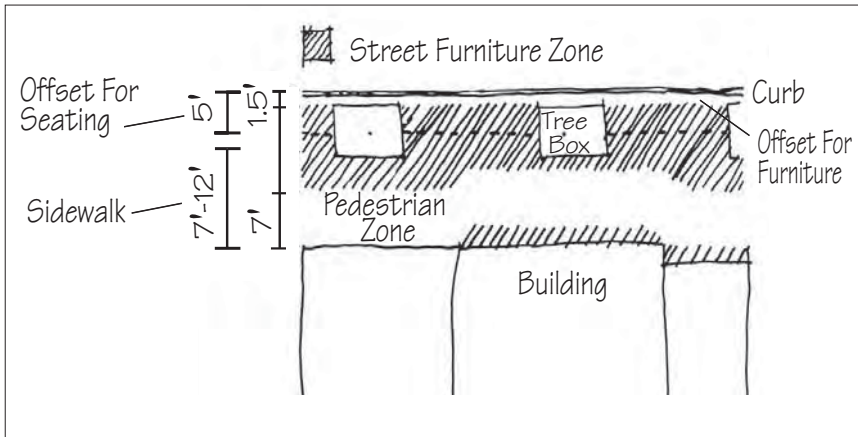 Street Furniture Zone
Offset For
Seating
5'
1.5'
Curb
Tree
Box
Offset For
Furniture
Sidewalk
7'-12'
7'
Pedestrian
Zone
Building